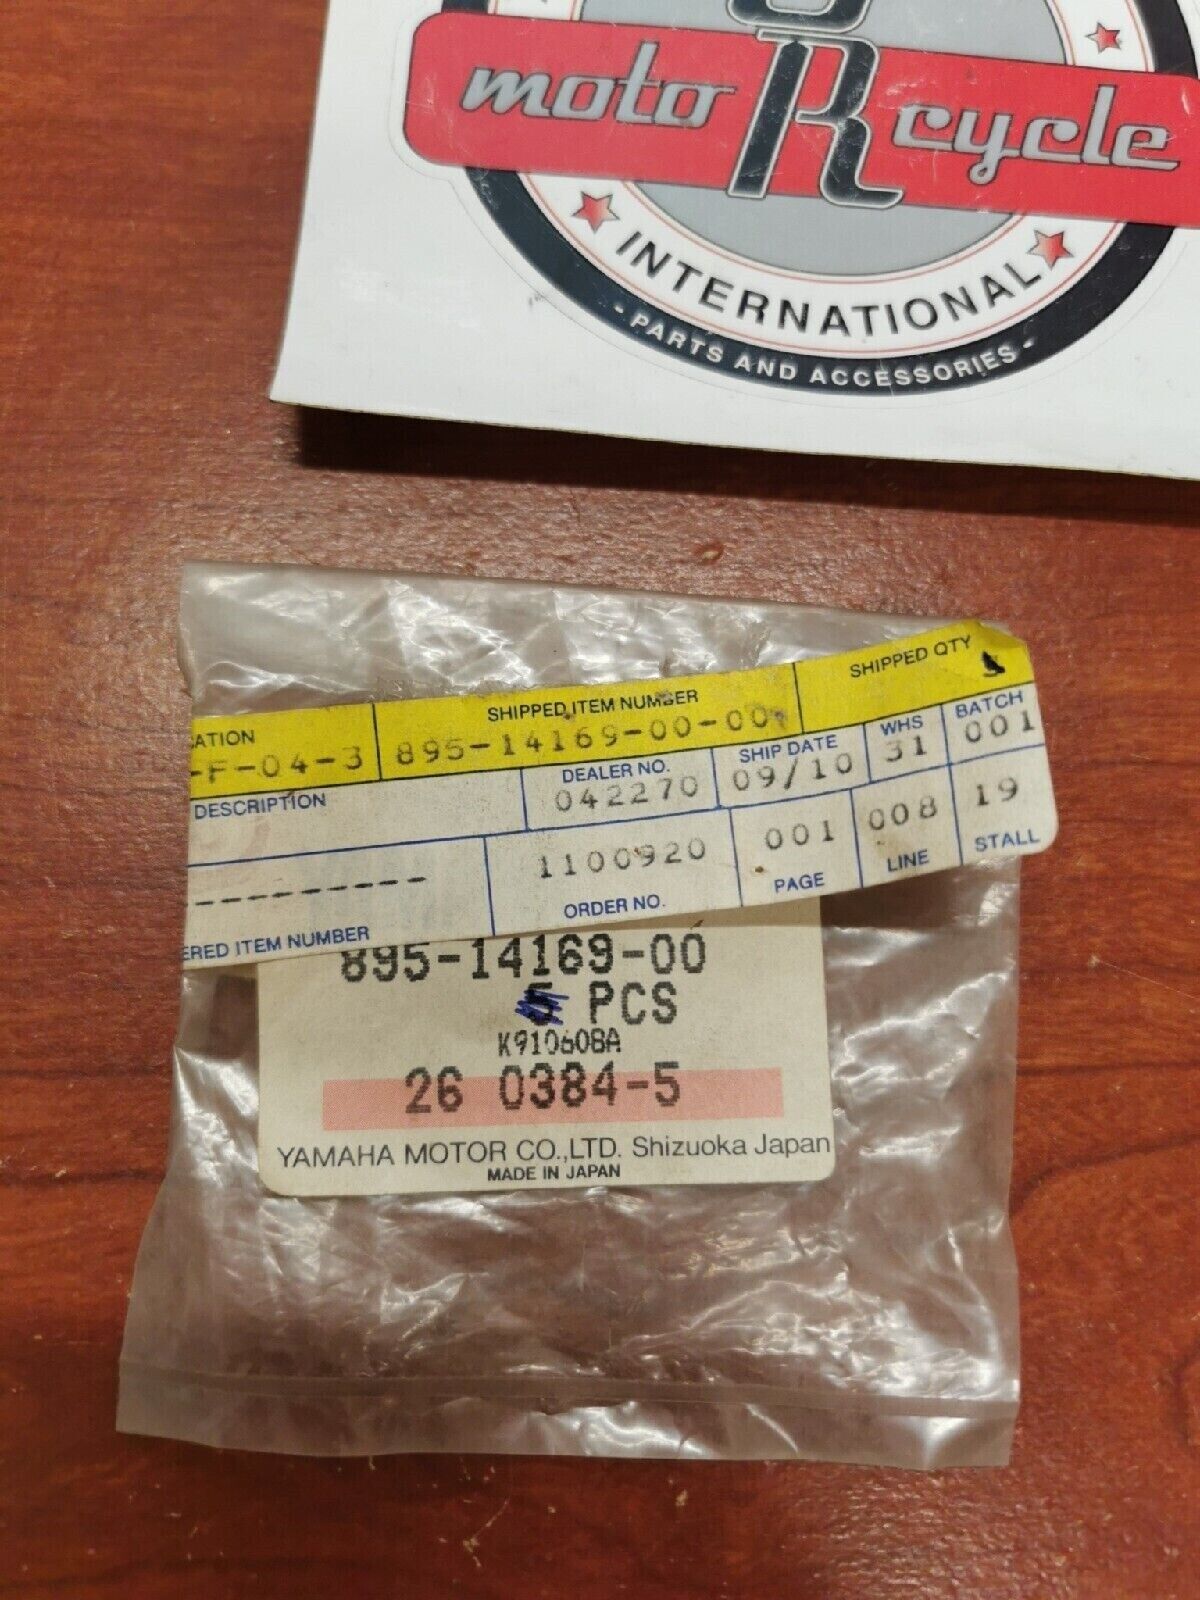 moto R cycle
INTERNATIONAL
- PARTS AND ACCESSORIES -
ATION
SHIPPED ITEM NUMBER
SHIPPED QTY
-F-04-3
895-14169-00-00
DESCRIPTION
DEALER NO.
SHIP DATE
WHS
BATCH
042270
09/10
31
001
1100920
001
008
19
ERED ITEM NUMBER
ORDER NO.
PAGE
LINE
STALL
895-14169-00
PCS
K910608A
26 0384-5
YAMAHA MOTOR CO.,LTD. Shizuoka Japan
MADE IN JAPAN